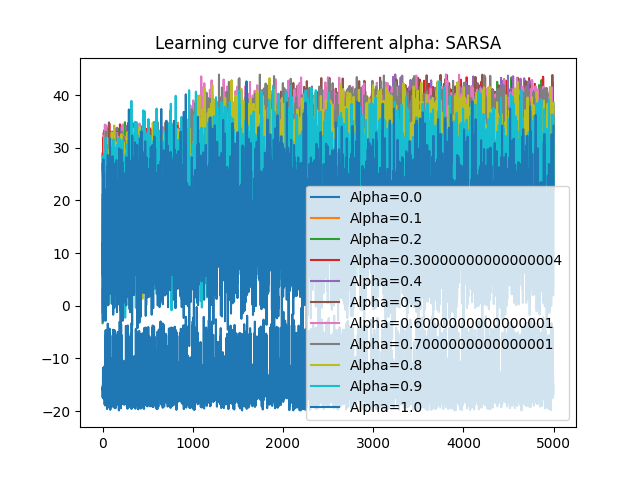 Learning curve for different alpha: SARSA
40
30
20
10
0
−10
−20
Alpha=0.0
Alpha=0.1
Alpha=0.2
Alpha=0.30000000000000004
Alpha=0.4
Alpha=0.5
Alpha=0.6000000000000001
Alpha=0.7000000000000001
Alpha=0.8
Alpha=0.9
Alpha=1.0
0 1000 2000 3000 4000 5000